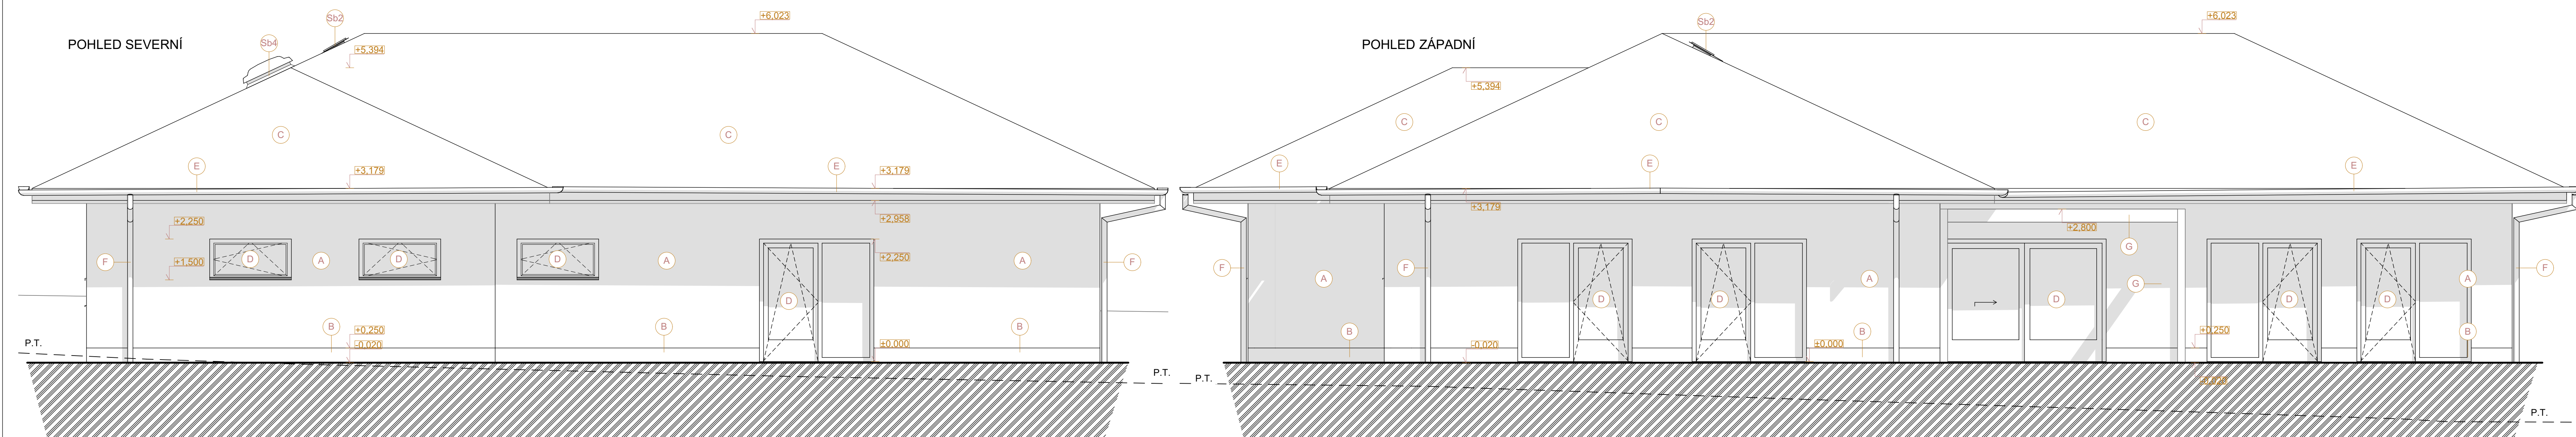 POHLED SEVERNÍ
Sb4
Sb2
+5,394
+6,023
C
C
E
+3,179
E
+3,179
+2,958
+2,250
+1,500
F
D
A
D
D
A
+2,250
A
F
D
B
+0,250
-0,020
B
±0,000
B
P.T.
P.T.
POHLED ZÁPADNÍ
Sb2
+6,023
+5,394
C
C
C
E
E
E
+3,179
+2,800
G
F
A
F
A
G
A
F
D
D
D
D
D
B
B
B
-0,020
±0,000
+0,250
P.T.
P.T.